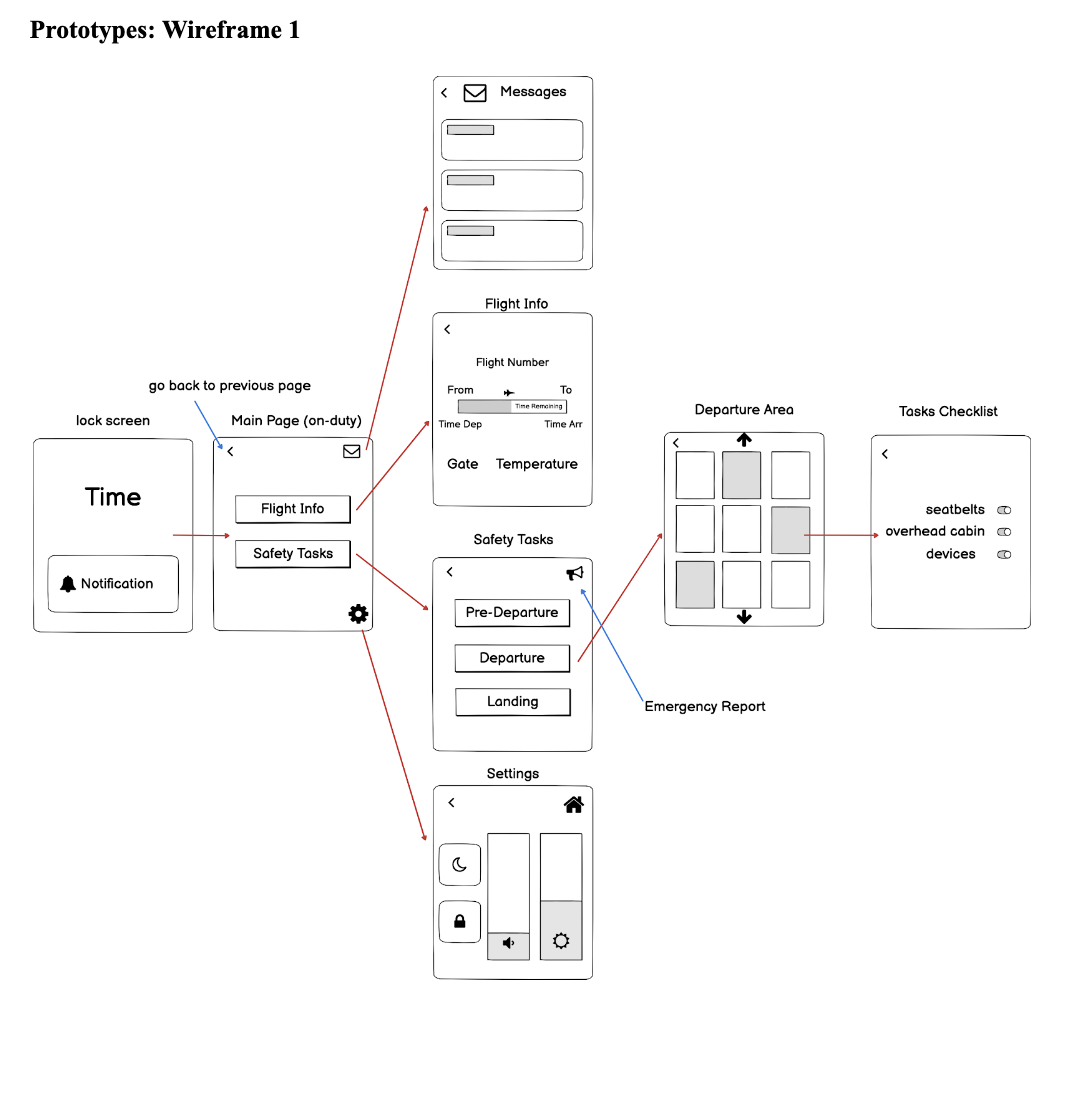 Prototypes: Wireframe 1
Messages
Flight Info
Flight Number
From
To
Time Remaining
Time Dep
Time Arr
Gate
Temperature
go back to previous page
lock screen
Time
Notification
Main Page (on-duty)
Flight Info
Safety Tasks
Safety Tasks
Pre-Departure
Departure
Landing
Emergency Report
Departure Area
Tasks Checklist
seatbelts
overhead cabin
devices
Settings